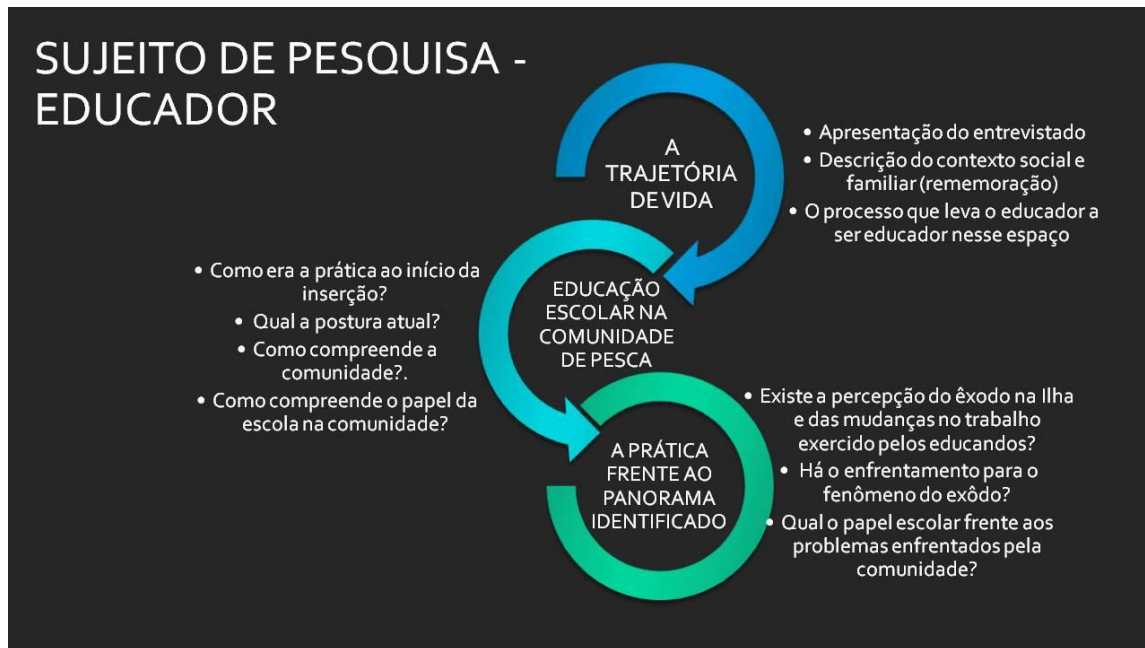 SUJEITO DE PESQUISA -
EDUCADOR
A
TRAJETÓRIA
DE VIDA
• Apresentação do entrevistado
• Descrição do contexto social e
familiar (rememoração)
• O processo que leva o educador a
ser educador nesse espaço
• Como era a prática ao início da
inserção?
• Qual a postura atual?
• Como compreende a
comunidade?.
• Como compreende o papel da
escola na comunidade?
EDUCAÇÃO
ESCOLAR NA
COMUNIDADE
DE PESCA
A PRÁTICA
FRENTE AO
PANORAMA
IDENTIFICADO
• Existe a percepção do êxodo na Ilha
e das mudanças no trabalho
exercido pelos educandos?
• Há o enfrentamento para o
fenômeno do exôdo?
• Qual o papel escolar frente aos
problemas enfrentados pela
comunidade?